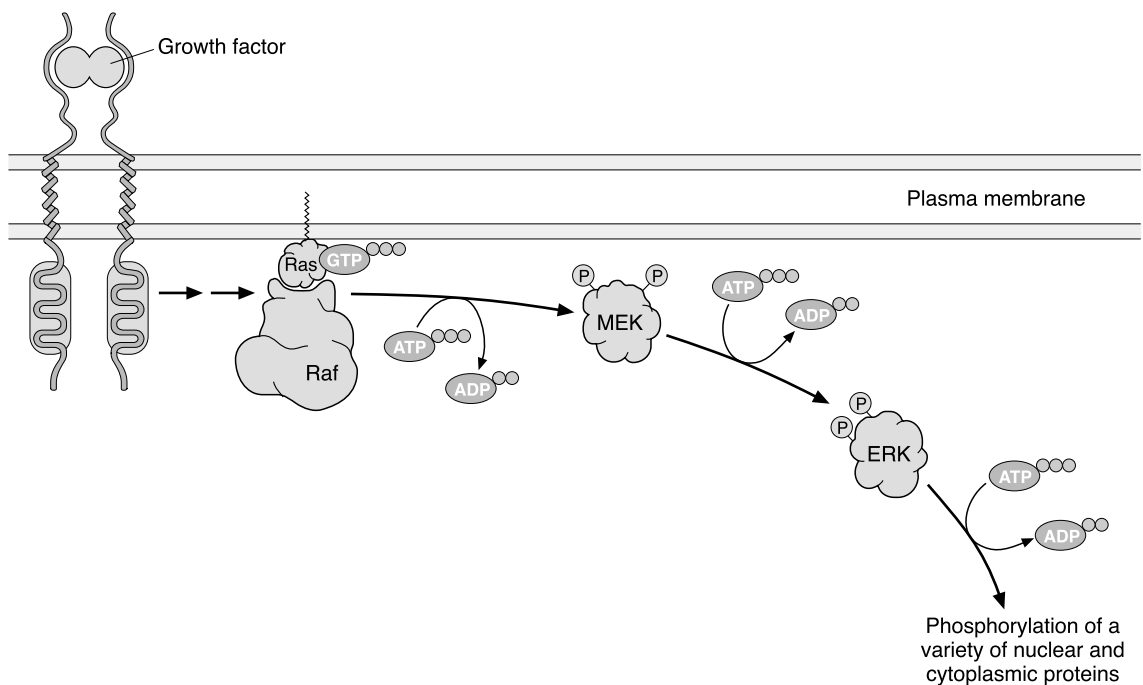 Growth factor
Plasma membrane
Ras
GTP
Raf
ATP
ADP
P
P
MEK
ATP
ADP
P
P
ERK
ATP
ADP
Phosphorylation of a
variety of nuclear and
cytoplasmic proteins